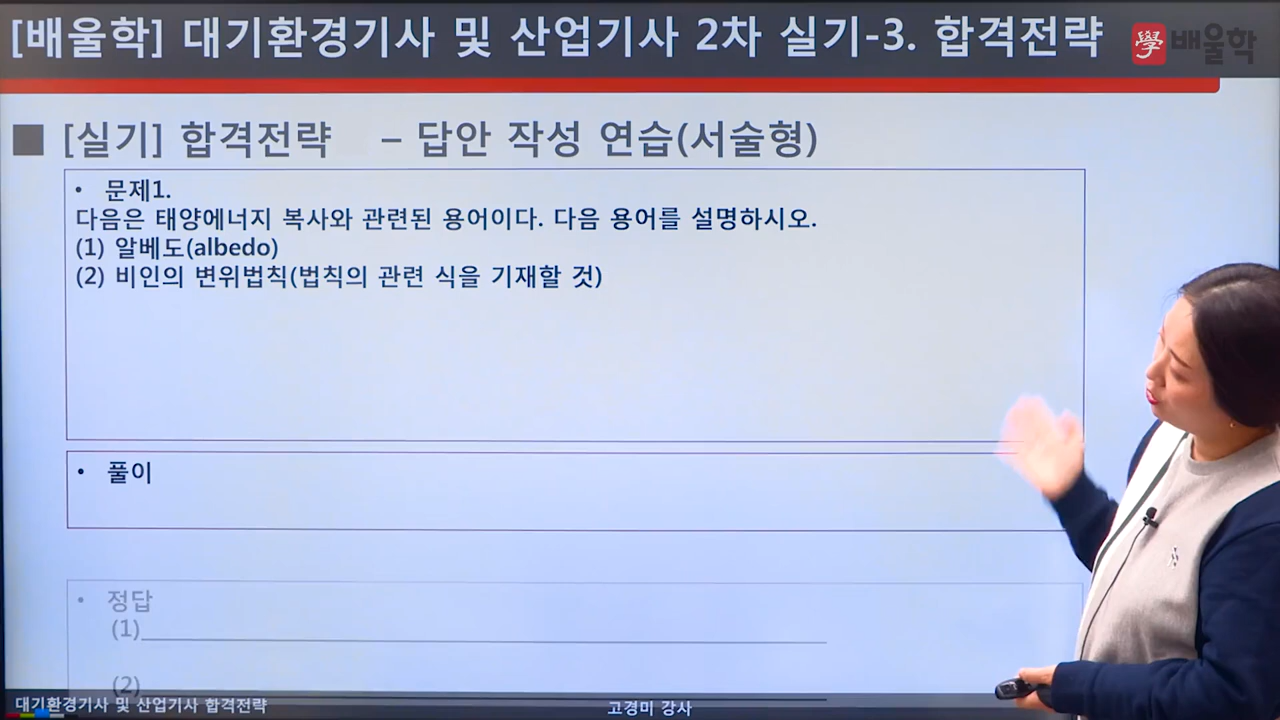 [배울학] 대기환경기사 및 산업기사 2차 실기-3. 합격전략
學 배울학
■ [실기] 합격전략 – 답안 작성 연습(서술형)
• 문제1.
다음은 태양에너지 복사와 관련된 용어이다. 다음 용어를 설명하시오.
(1) 알베도(albedo)
(2) 비인의 변위법칙(법칙의 관련 식을 기재할 것)
• 풀이
• 정답
(1)
(2)
대기환경기사 및 산업기사 합격전략
고경미 강사